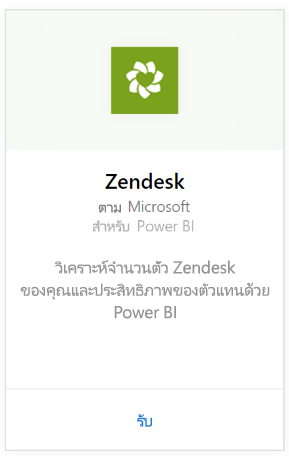 Zendesk
ตาม Microsoft
สำหรับ Power BI
วิเคราะห์จำนวนตั๋ว Zendesk
ของคุณและประสิทธิภาพของตัวแทนด้วย
Power BI
รับ